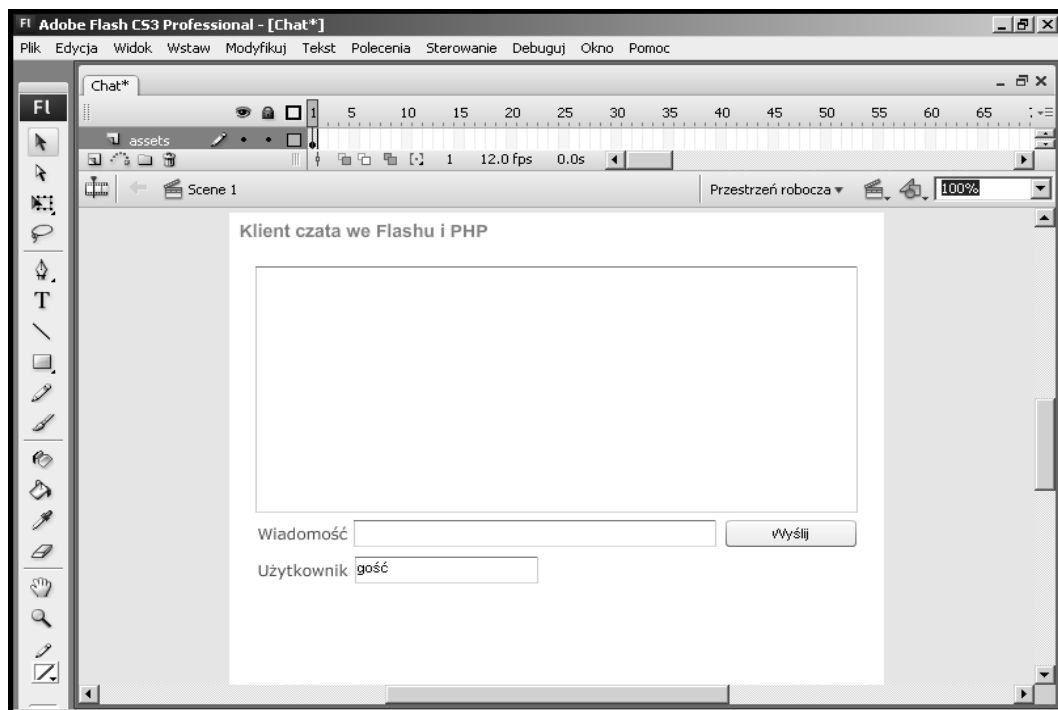 Fl Adobe Flash CS3 Professional - [Chat*]
Plik Edycja Widok Wstaw Modyfikuj Tekst Polecenia Sterowanie Debuguj Okno Pomoc
Chat*
Fl
1 5 10 15 20 25 30 35 40 45 50 55 60 65
assets
1 12.0 fps 0.0s
Scene 1 Przestrzeń robocza 100%
Klient czata we Flashu i PHP
Wiadomość Wyślij
Użytkownik gość